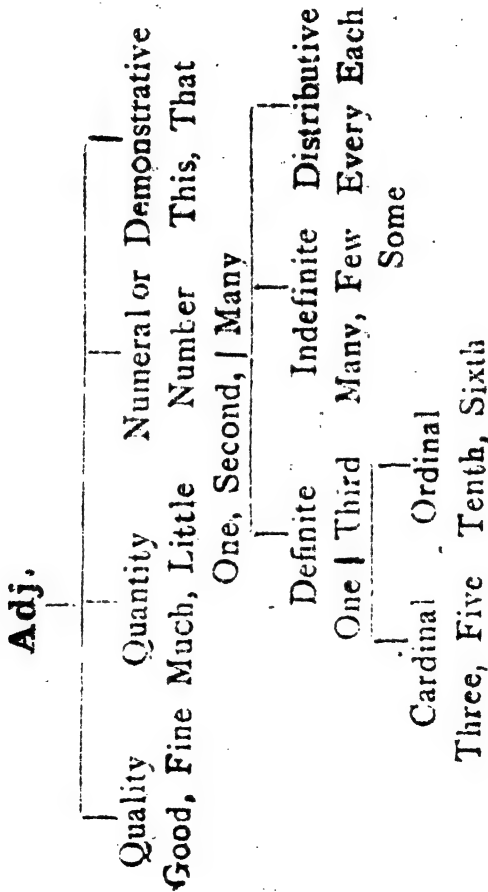 Adj.
Quality Quantity Numeral or Demonstrative
Good, Fine Much, Little Number This, That
One, Second, Many
Definite Indefinite Distributive
One Third Many, Few Every Each
Some
Cardinal Ordinal
Three, Five Tenth, Sixth